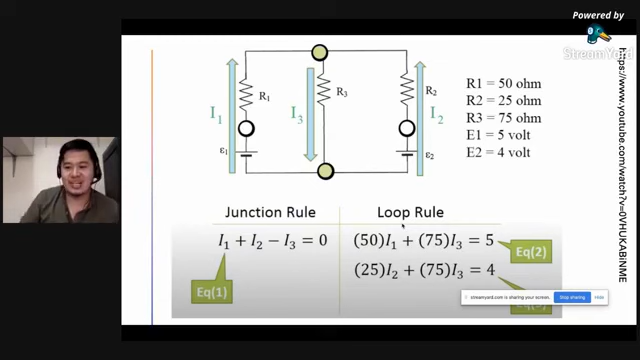 Powered by
StreamYard
https://www.youtube.com/watch?v=0VHUKABINME
R1 = 50 ohm
R2 = 25 ohm
R3 = 75 ohm
E1 = 5 volt
E2 = 4 volt
R₁
R₃
R₂
I₁
I₃
I₂
ε₁
ε₂
Junction Rule
Loop Rule
I₁ + I₂ − I₃ = 0
(50)I₁ + (75)I₃ = 5
Eq(2)
(25)I₂ + (75)I₃ = 4
Eq(1)
streamyard.com is sharing your screen.
Stop sharing
Hide